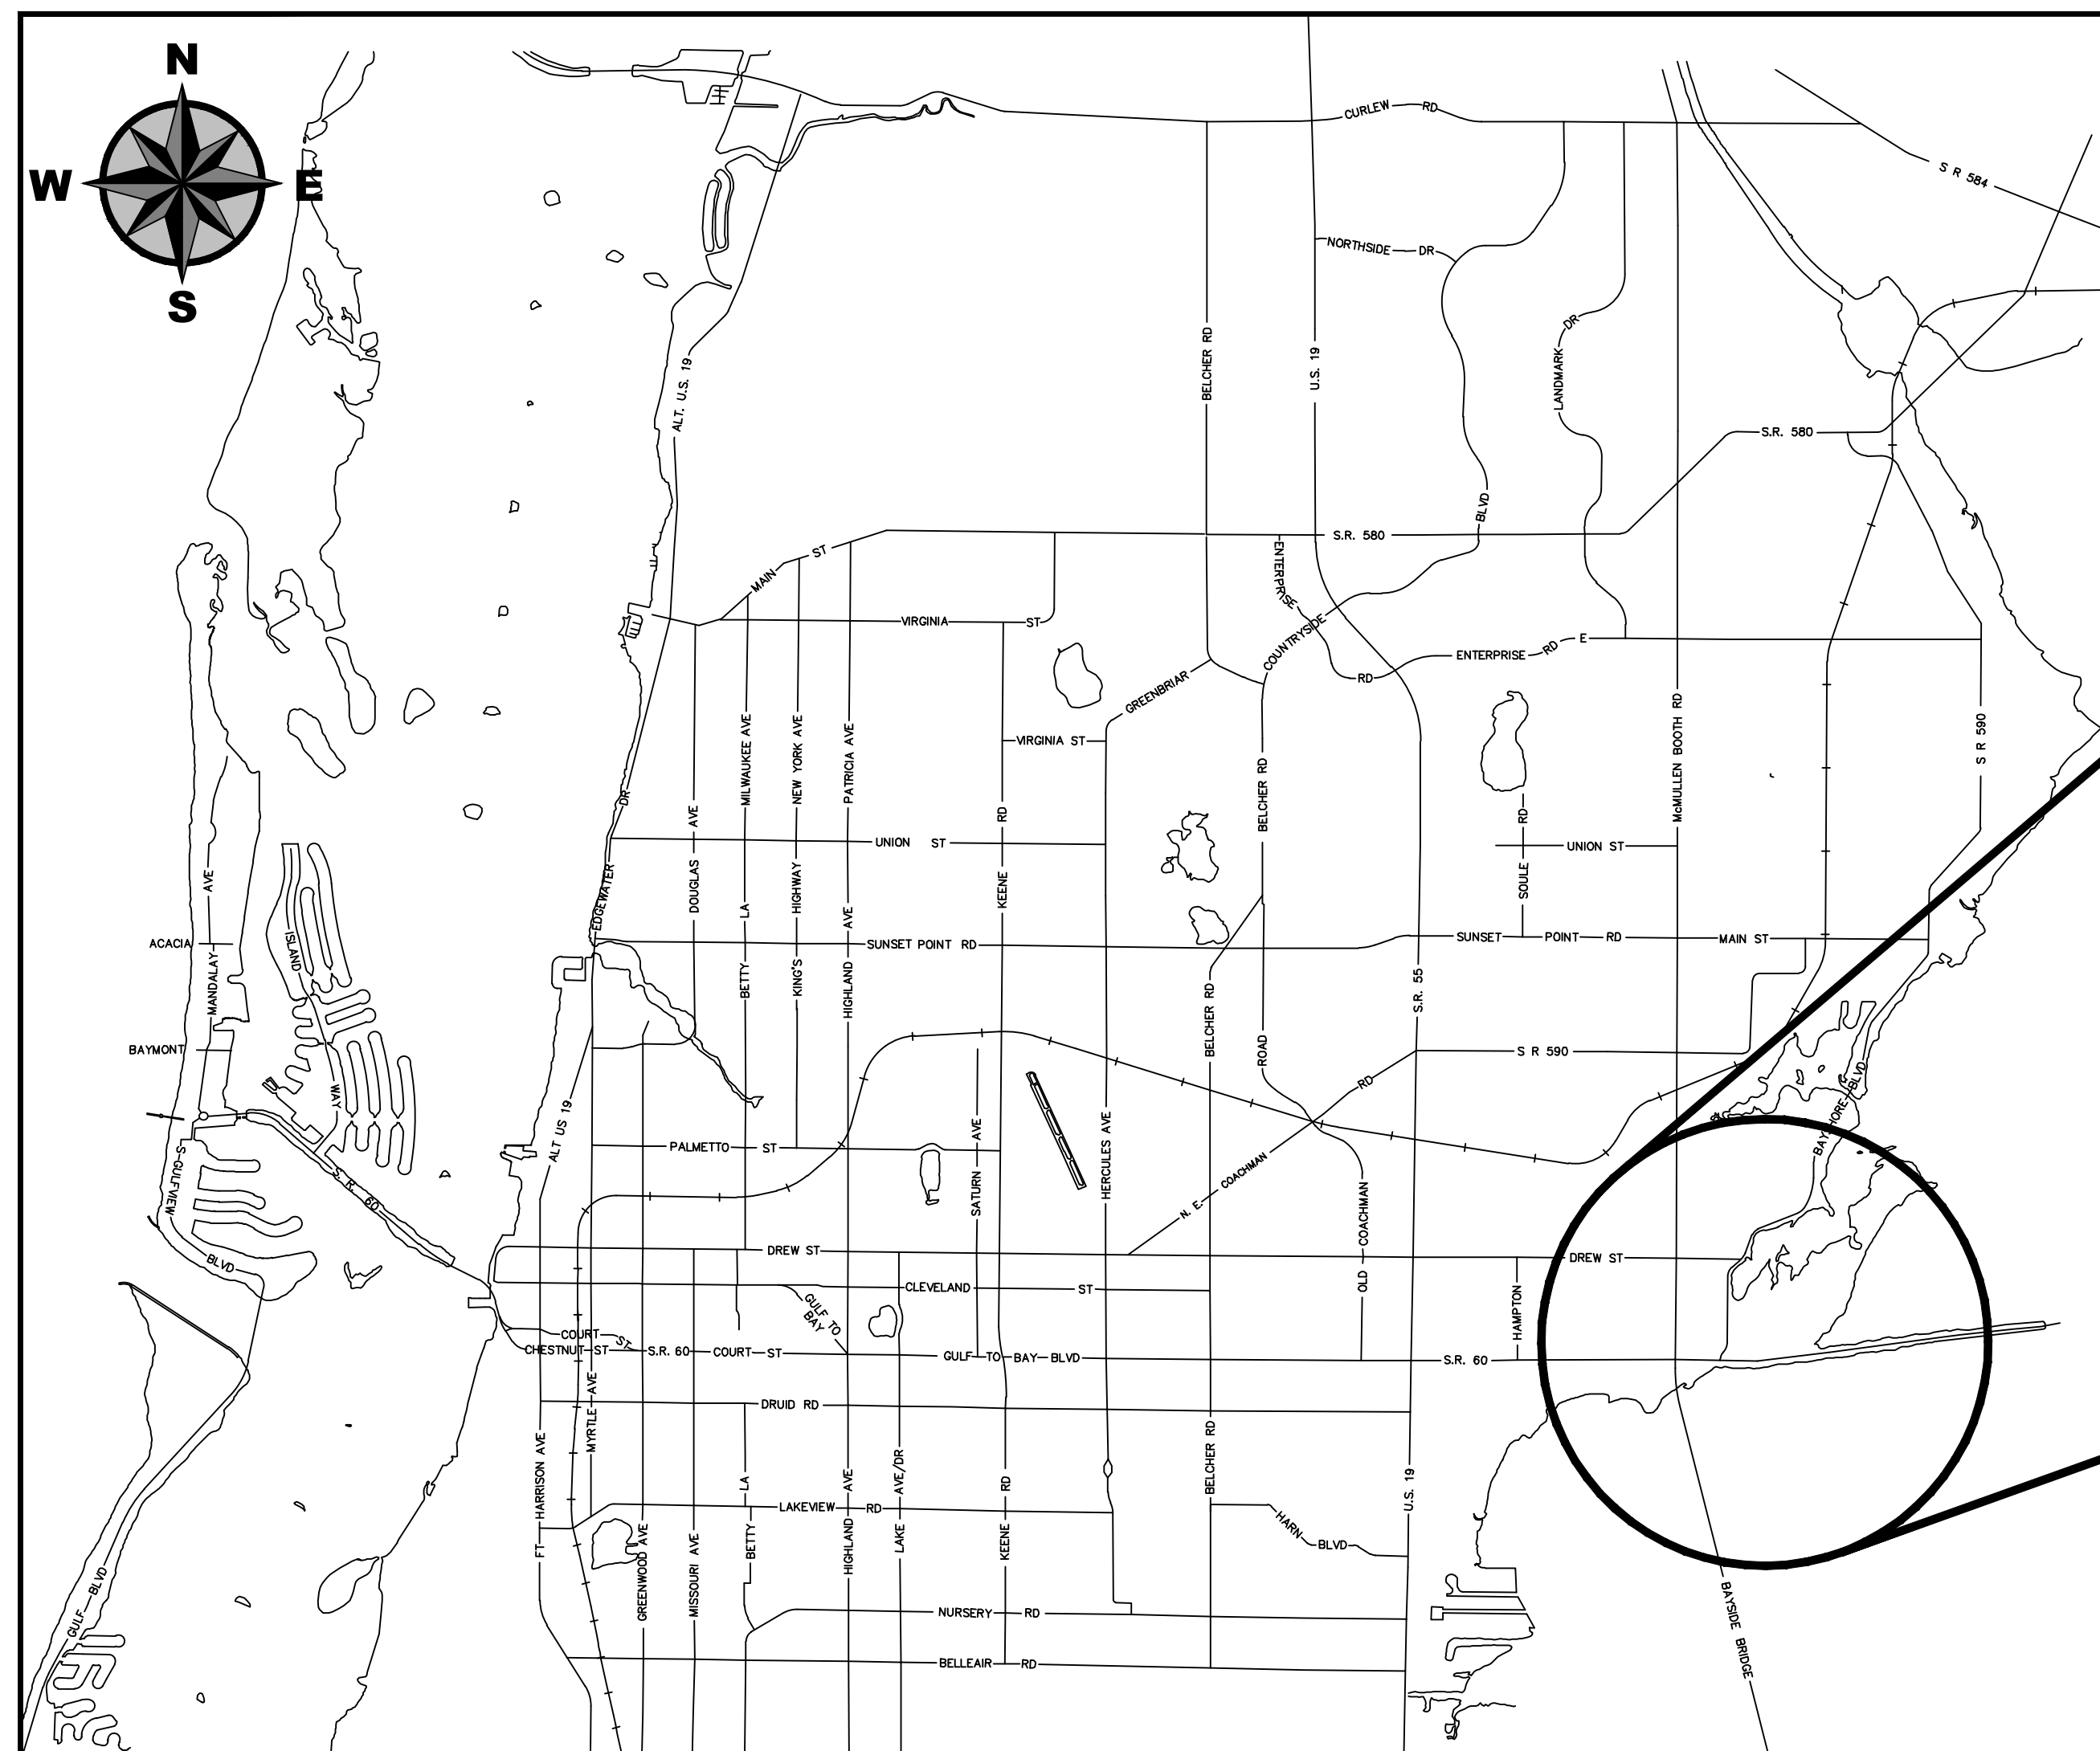 N
W E
S
CURLEW RD
S R 584
NORTHSIDE DR
BELCHER RD
U.S. 19
LANDMARK DR
ALT. U.S. 19
S.R. 580
BLVD
S.R. 580
MAIN ST
ENTERPRISE
VIRGINIA ST
COUNTRYSIDE
ENTERPRISE RD E
RD
GREENBRIAR
VIRGINIA ST
McMULLEN BOOTH RD
S R 590
MILWAUKEE AVE
NEW YORK AVE
PATRICIA AVE
BELCHER RD
EDGEWATER DR
DOUGLAS AVE
KEENE RD
SOULE RD
UNION ST
UNION ST
AVE
ACACIA
MANDALAY
ISLAND
BETTY LA
KING'S HIGHWAY
HIGHLAND AVE
SUNSET POINT RD
SUNSET POINT RD
MAIN ST
S.R. 55
BELCHER RD
ROAD
BAYMONT
WAY
S R 590
RD
ALT US 19
PALMETTO ST
SATURN AVE
HERCULES AVE
N. E. COACHMAN
BAYSHORE BLVD
S-GULFVIEW
BLVD
S. R. 60
DREW ST
OLD COACHMAN
DREW ST
CLEVELAND ST
GULF TO BAY
HAMPTON
COURT ST
CHESTNUT ST
S.R. 60
COURT ST
GULF TO BAY BLVD
S.R. 60
MYRTLE AVE
DRUID RD
FT HARRISON AVE
BETTY LA
HIGHLAND AVE
LAKE AVE/DR
KEENE RD
BELCHER RD
U.S. 19
LAKEVIEW RD
HARN BLVD
GREENWOOD AVE
MISSOURI AVE
GULF BLVD
NURSERY RD
BELLEAIR RD
BAYSIDE BRIDGE